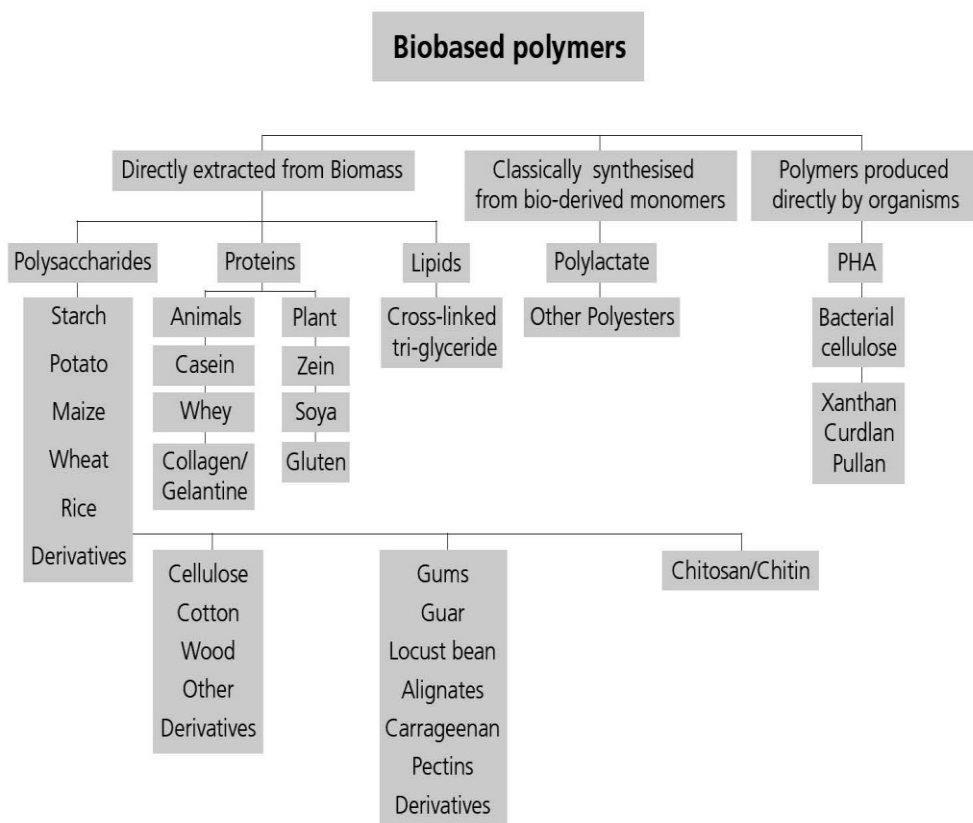 Biobased polymers
Directly extracted from Biomass
Classically synthesised
from bio-derived monomers
Polymers produced
directly by organisms
Polysaccharides
Proteins
Lipids
Polylactate
PHA
Starch
Potato
Maize
Wheat
Rice
Derivatives
Animals
Casein
Whey
Collagen/
Gelantine
Plant
Zein
Soya
Gluten
Cross-linked
tri-glyceride
Other Polyesters
Bacterial
cellulose
Xanthan
Curdlan
Pullan
Cellulose
Cotton
Wood
Other
Derivatives
Gums
Guar
Locust bean
Alignates
Carrageenan
Pectins
Derivatives
Chitosan/Chitin